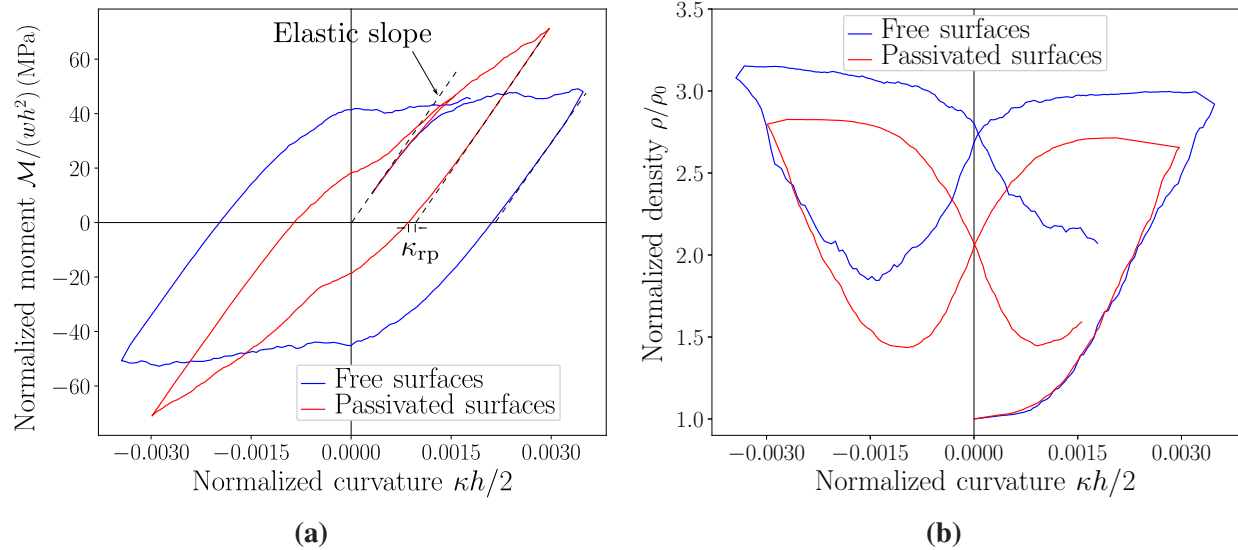 Normalized moment ℳ/(wh²) (MPa)
60
40
20
0
−20
−40
−60
Elastic slope
κrp
Free surfaces
Passivated surfaces
−0.0030
−0.0015
0.0000
0.0015
0.0030
Normalized curvature κh/2
(a)
Normalized density ρ/ρ₀
3.5
3.0
2.5
2.0
1.5
1.0
Free surfaces
Passivated surfaces
−0.0030
−0.0015
0.0000
0.0015
0.0030
Normalized curvature κh/2
(b)